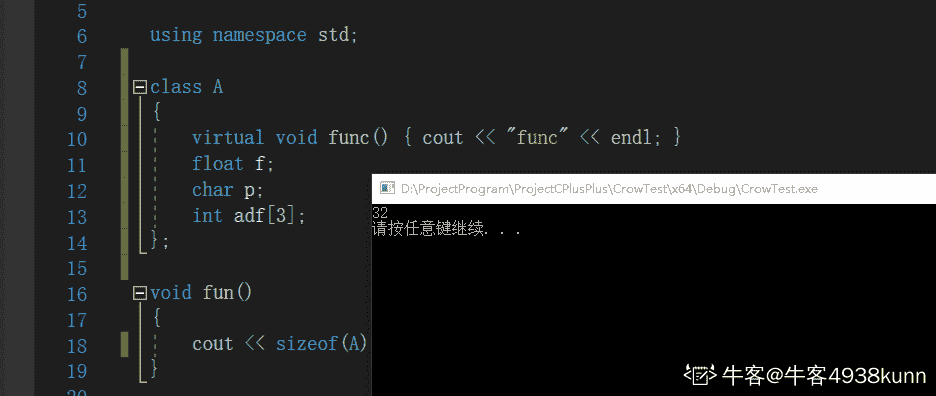 5
6 using namespace std;
7
8 class A
9 {
10 virtual void func() { cout << "func" << endl; }
11 float f;
12 char p;
13 int adf[3];
14 };
15
16 void fun()
17 {
18 cout << sizeof(A)
19 }
D:\ProjectProgram\ProjectCPlusPlus\CrowTest\x64\Debug\CrowTest.exe
32
请按任意键继续. . .
牛客@牛客4938kunn